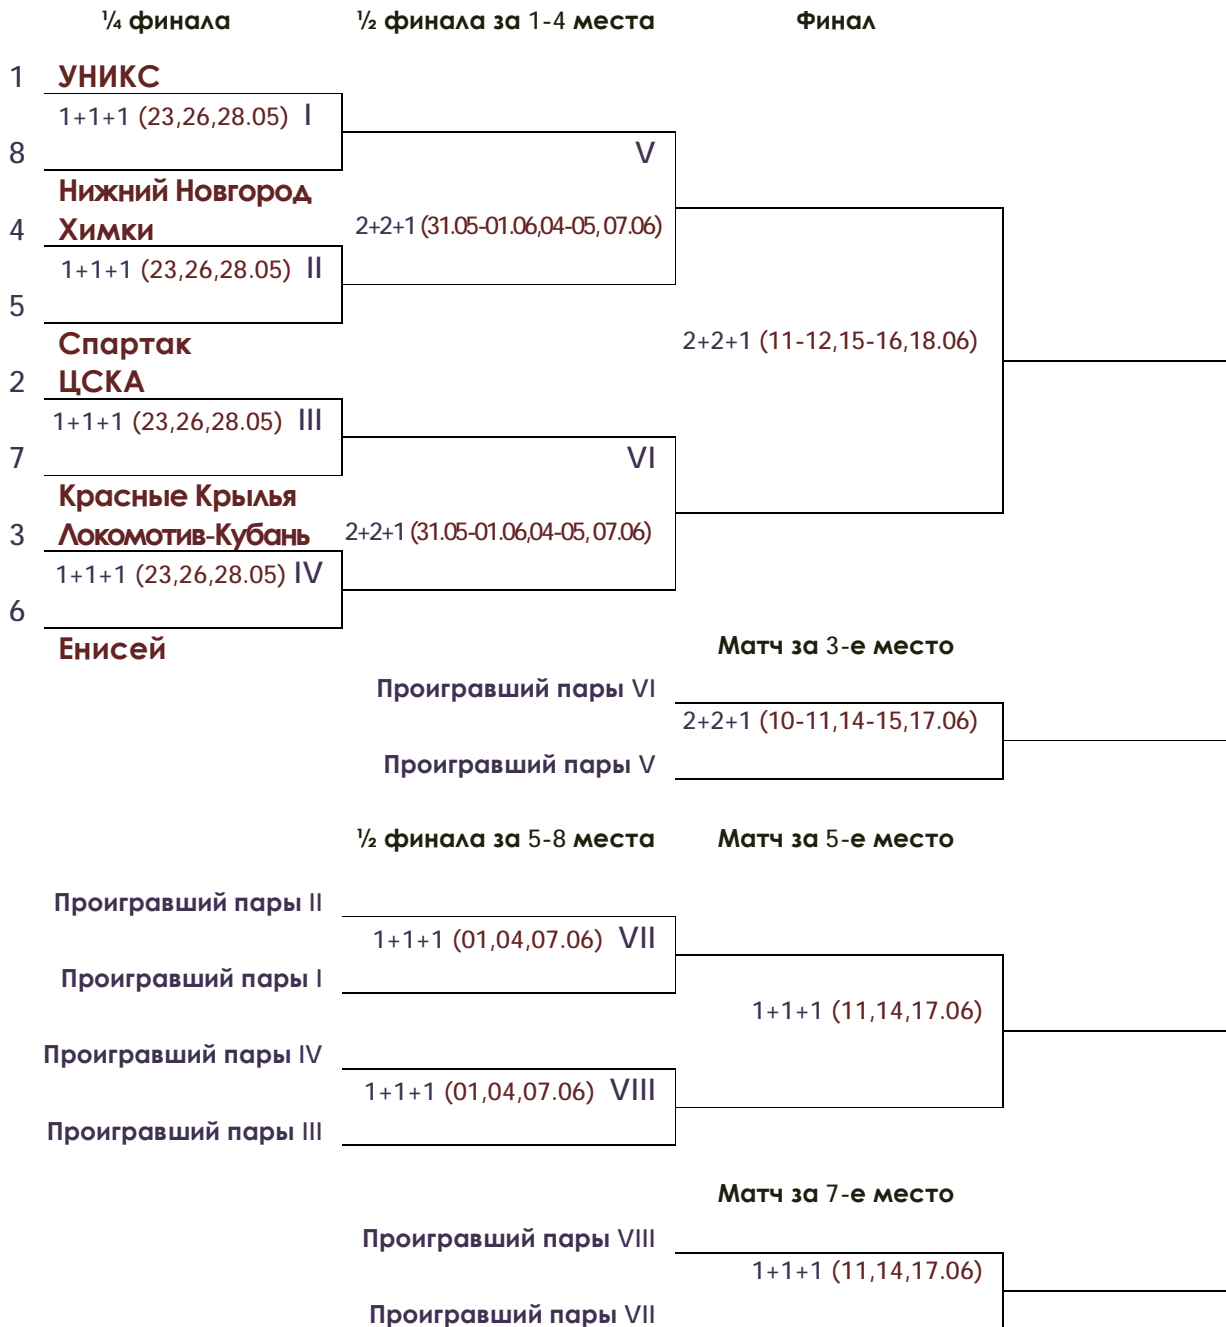 ¼ финала ½ финала за 1-4 места Финал
1 УНИКС
1+1+1 (23,26,28.05) I
8 V
Нижний Новгород
4 Химки 2+2+1 (31.05-01.06,04-05, 07.06)
1+1+1 (23,26,28.05) II
5
Спартак 2+2+1 (11-12,15-16,18.06)
2 ЦСКА
1+1+1 (23,26,28.05) III
7 VI
Красные Крылья
3 Локомотив-Кубань 2+2+1 (31.05-01.06,04-05, 07.06)
1+1+1 (23,26,28.05) IV
6
Енисей Матч за 3-е место
Проигравший пары VI
2+2+1 (10-11,14-15,17.06)
Проигравший пары V
½ финала за 5-8 места Матч за 5-е место
Проигравший пары II
1+1+1 (01,04,07.06) VII
Проигравший пары I
1+1+1 (11,14,17.06)
Проигравший пары IV
1+1+1 (01,04,07.06) VIII
Проигравший пары III
Матч за 7-е место
Проигравший пары VIII
1+1+1 (11,14,17.06)
Проигравший пары VII